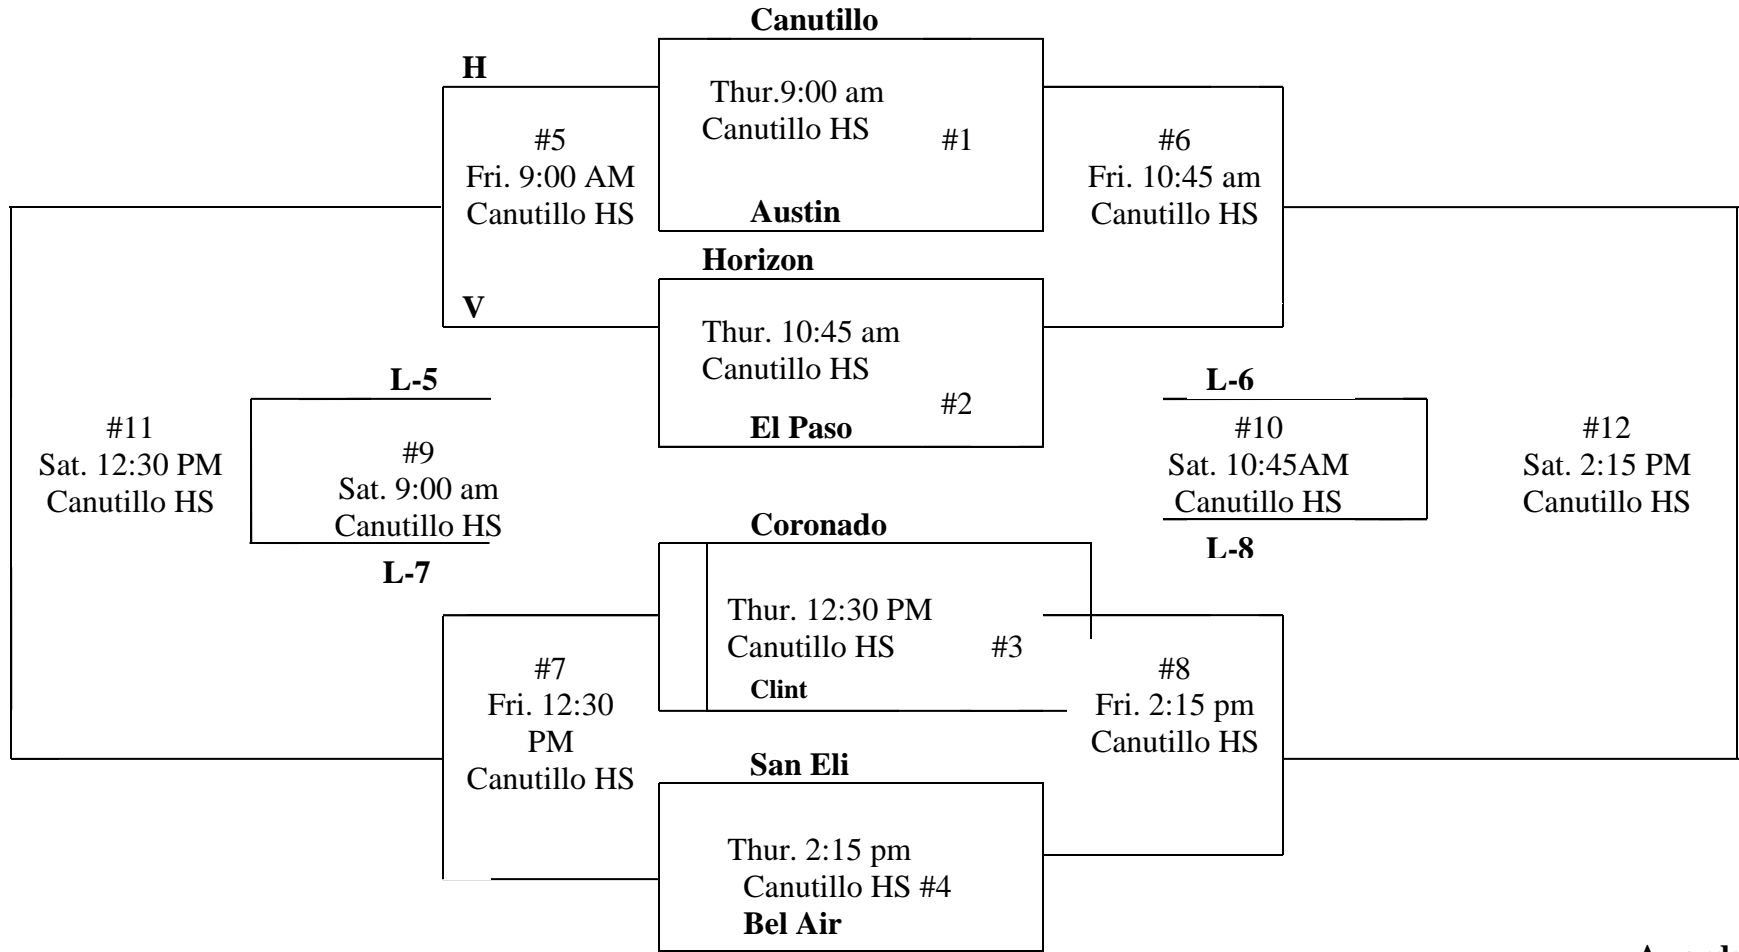 Canutillo
H
Thur.9:00 am
Canutillo HS
#1
#5
Fri. 9:00 AM
Canutillo HS
#6
Fri. 10:45 am
Canutillo HS
Austin
Horizon
V
Thur. 10:45 am
Canutillo HS
#2
El Paso
L-5
L-6
#11
Sat. 12:30 PM
Canutillo HS
#9
Sat. 9:00 am
Canutillo HS
#10
Sat. 10:45AM
Canutillo HS
#12
Sat. 2:15 PM
Canutillo HS
L-7
L-8
Coronado
Thur. 12:30 PM
Canutillo HS
#3
Clint
#7
Fri. 12:30
PM
Canutillo HS
#8
Fri. 2:15 pm
Canutillo HS
San Eli
Thur. 2:15 pm
Canutillo HS #4
Bel Air